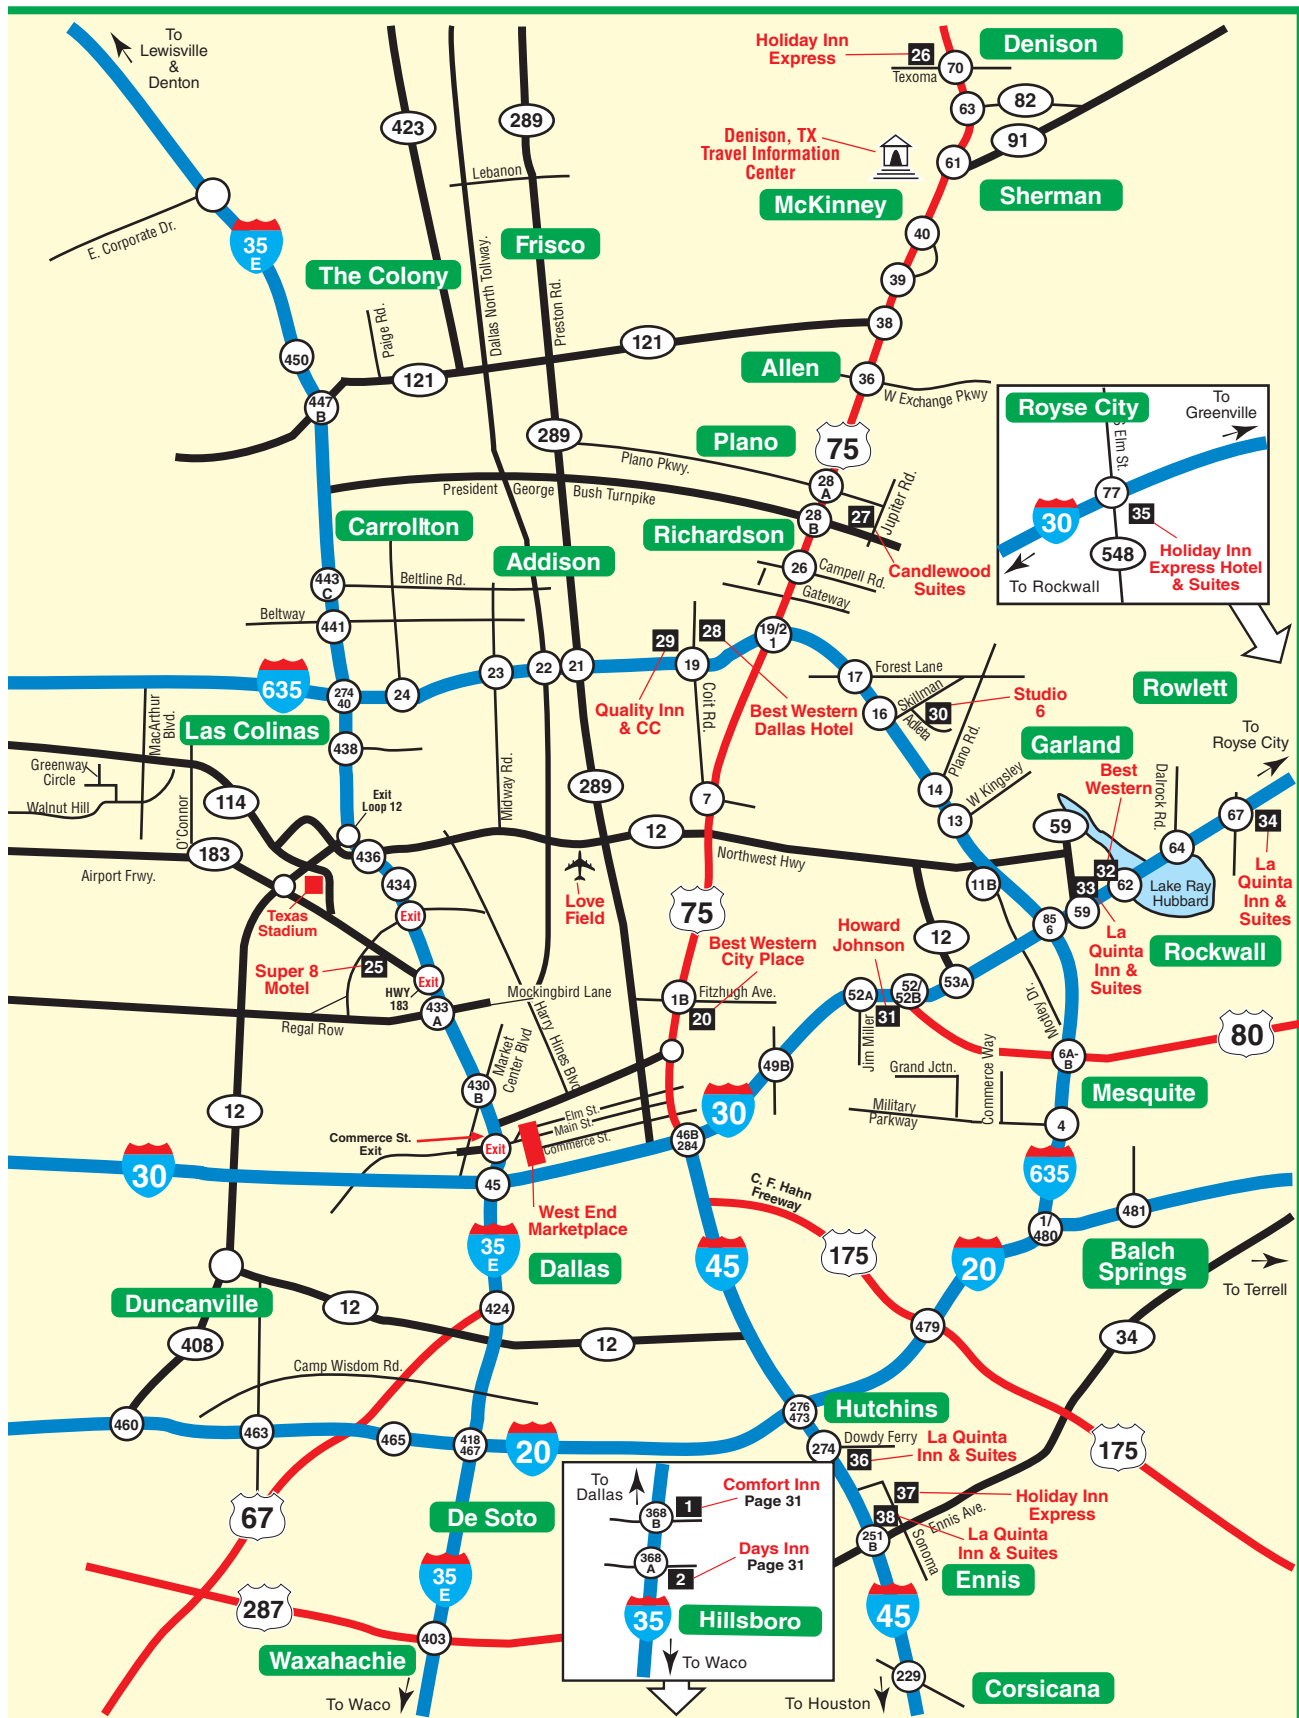 To
Lewisville
&
Denton
Holiday Inn
Express
26
Denison
70
Texoma
63
82
423
289
91
Denison, TX
Travel Information
Center
61
Lebanon
McKinney
Sherman
E. Corporate Dr.
35
E
40
The Colony
Frisco
39
Dallas North Tollway.
Preston Rd.
Paige Rd.
38
121
450
121
Allen
36
W Exchange Pkwy
447
B
Royse City
To
Greenville
S Elm St.
289
Plano
75
Plano Pkwy.
28
A
77
30
35
548
Holiday Inn
Express Hotel
& Suites
To Rockwall
President George Bush Turnpike
Jupiter Rd.
Carrollton
Richardson
28
B
27
Addison
Candlewood
Suites
26
Campell Rd.
Gateway
443
C
Beltline Rd.
Beltway
441
29
28
19/2
1
635
274
40
24
23
22
21
19
17
Forest Lane
Skillman
Adleta
16
30
Studio
6
Rowlett
Coit Rd.
Quality Inn
& CC
Best Western
Dallas Hotel
MacArthur
Blvd.
Las Colinas
438
Plano Rd.
Garland
To
Royse City
Greenway
Circle
Walnut Hill
O'Connor
114
Exit
Loop 12
Midway Rd.
289
7
14
W Kingsley
Best
Western
Dalrock Rd.
13
67
34
183
Airport Frwy.
436
12
Northwest Hwy
59
64
La
Quinta
Inn &
Suites
434
Texas
Stadium
Love
Field
11B
32
33
62
Lake Ray
Hubbard
59
Exit
75
Howard
Johnson
12
85
6
La
Quinta
Inn &
Suites
Rockwall
Super 8
Motel
25
Best Western
City Place
Exit
HWY
183
Mockingbird Lane
Regal Row
433
A
1B
Fitzhugh Ave.
20
52A
52/
52B
53A
31
Motley Dr.
80
Harry Hines Blvd
Market
Center Blvd
Jim Miller
49B
Grand Jctn.
Commerce Way
6A-
B
430
B
Military
Parkway
Mesquite
12
30
4
Elm St.
Main St.
Commerce St.
Commerce St.
Exit
Exit
46B
284
30
45
635
C. F. Hahn
Freeway
West End
Marketplace
481
1/
480
35
E
Dallas
45
175
20
Balch
Springs
To Terrell
Duncanville
12
424
479
408
12
34
Camp Wisdom Rd.
460
463
465
418
467
20
276
473
Hutchins
274
Dowdy Ferry
36
La Quinta
Inn & Suites
175
To
Dallas
Comfort Inn
Page 31
368
B
1
37
Holiday Inn
Express
67
De Soto
38
Ennis Ave.
Sonoma
251
B
La Quinta
Inn & Suites
368
A
Days Inn
Page 31
2
35
E
Ennis
287
35
Hillsboro
45
403
Waxahachie
To Waco
229
Corsicana
To Waco
To Houston